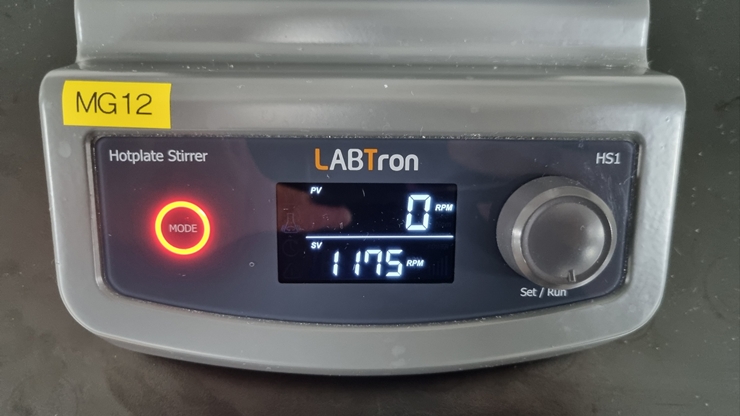 MG12
Hotplate Stirrer
LABTron
HS1
MODE
PV
0 RPM
SV
1175 RPM
Set / Run